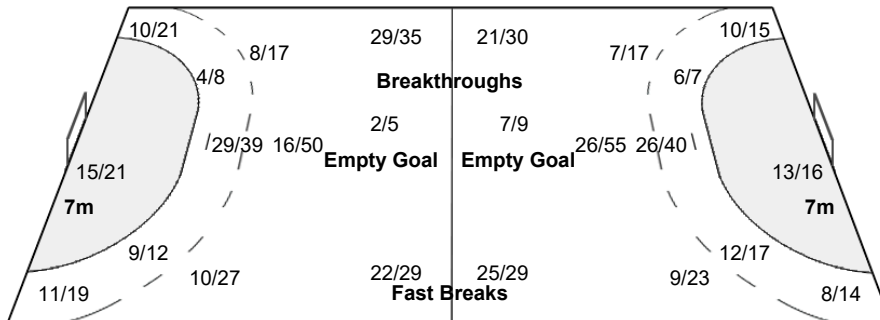 10/21 29/35 21/30 10/15
8/17 7/17
4/8 Breakthroughs 6/7
2/5 7/9
29/39 16/50 26/55 26/40
Empty Goal Empty Goal
15/21 13/16
7m 7m
9/12 12/17
10/27 22/29 25/29 9/23
11/19 Fast Breaks 8/14